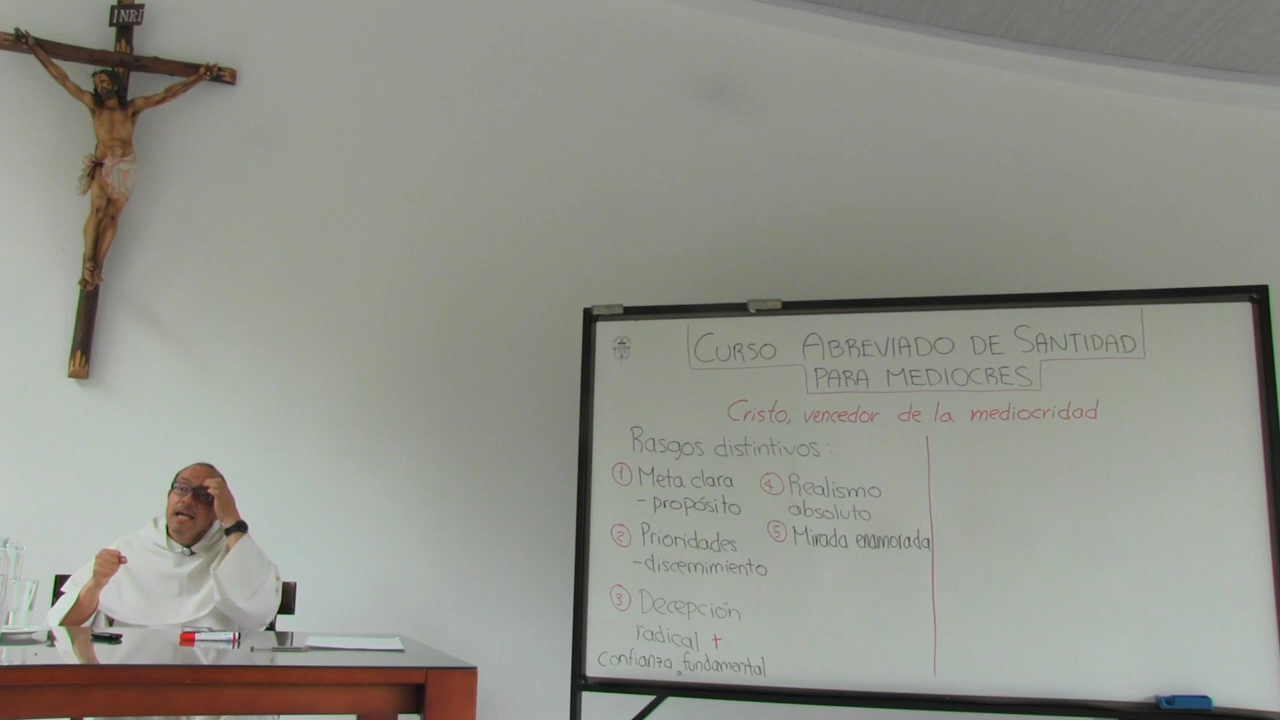 INRI
CURSO ABREVIADO DE SANTIDAD
PARA MEDIOCRES
Cristo, vencedor de la mediocridad
Rasgos distintivos:
① Meta clara
- propósito
② Prioridades
- discernimiento
③ Decepción
radical +
confianza fundamental
④ Realismo
absoluto
⑤ Mirada enamorada